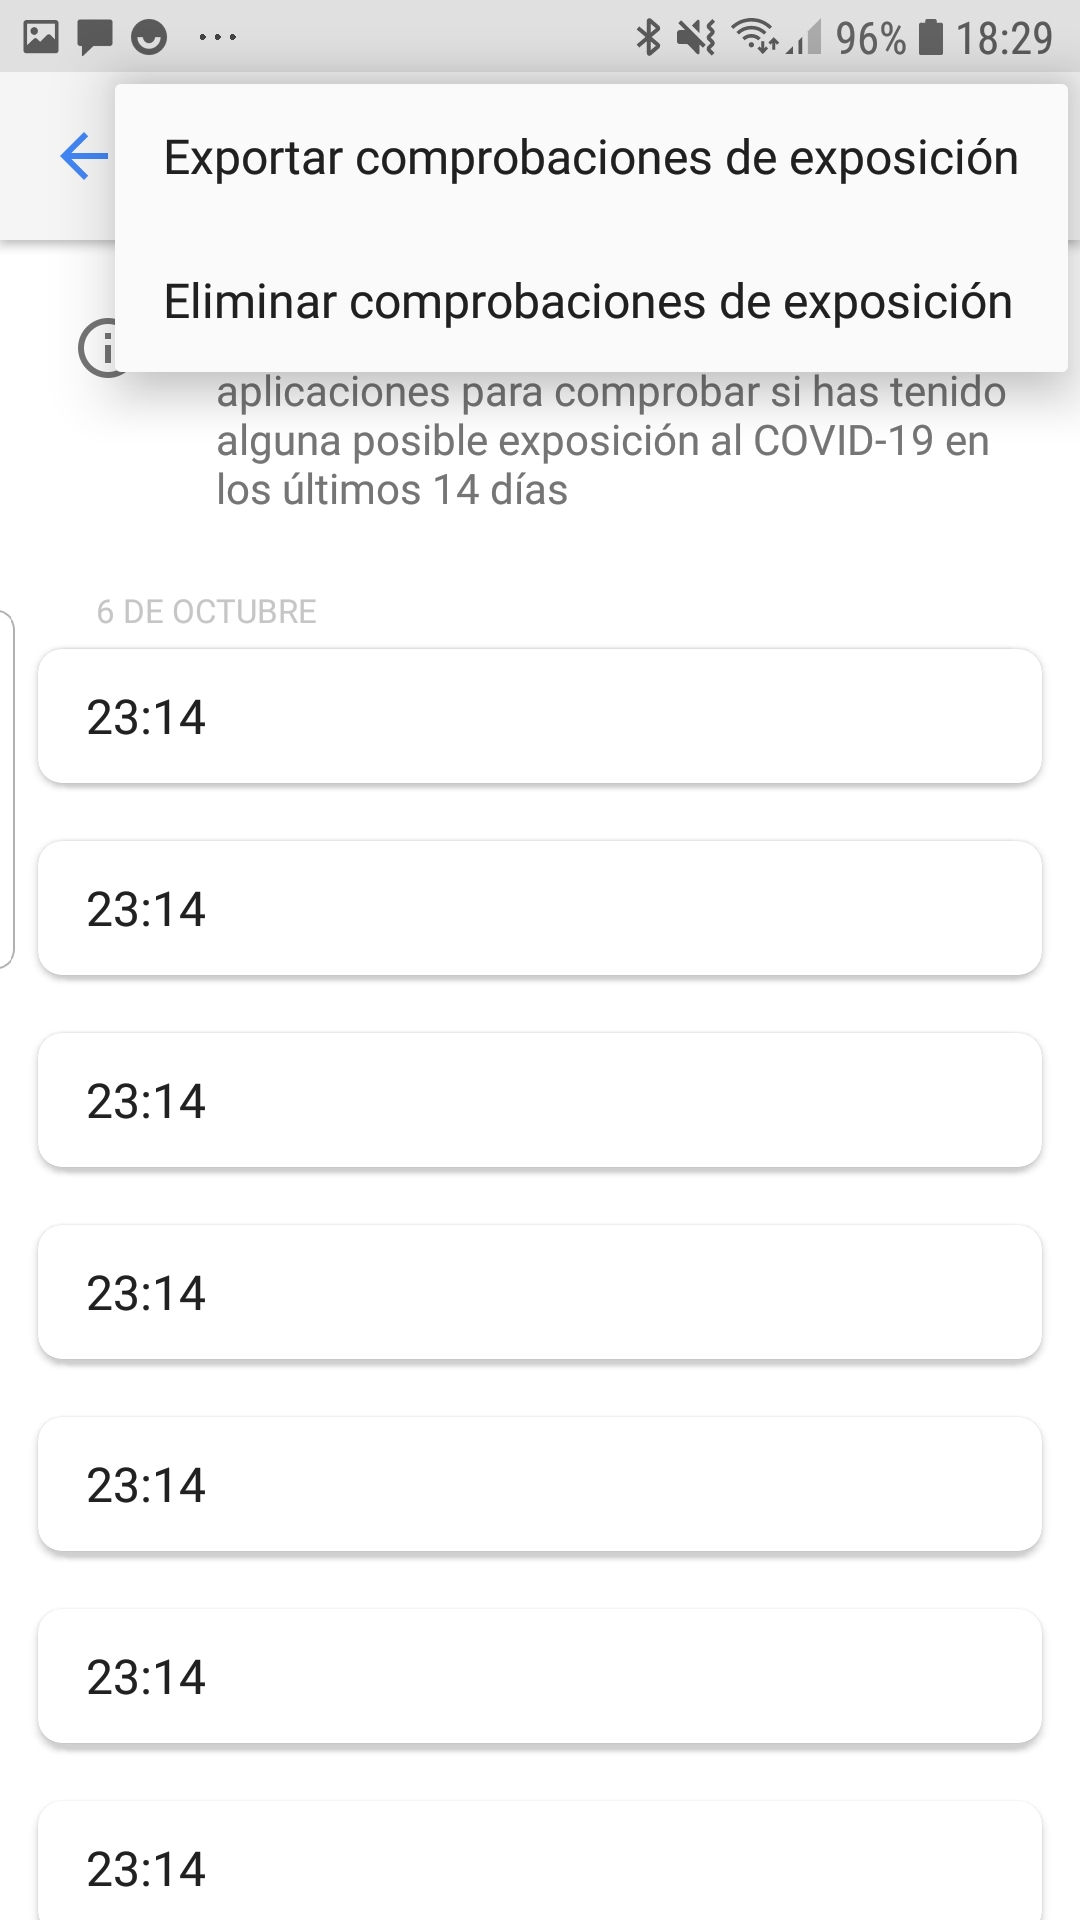 96% 18:29
Exportar comprobaciones de exposición
Eliminar comprobaciones de exposición
aplicaciones para comprobar si has tenido
alguna posible exposición al COVID-19 en
los últimos 14 días
6 DE OCTUBRE
23:14
23:14
23:14
23:14
23:14
23:14
23:14